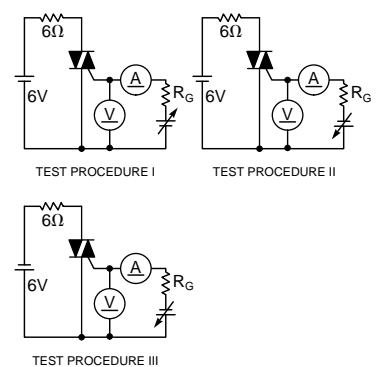 6Ω
6V
A
V
RG
TEST PROCEDURE I
6Ω
6V
A
V
RG
TEST PROCEDURE II
6Ω
6V
A
V
RG
TEST PROCEDURE III